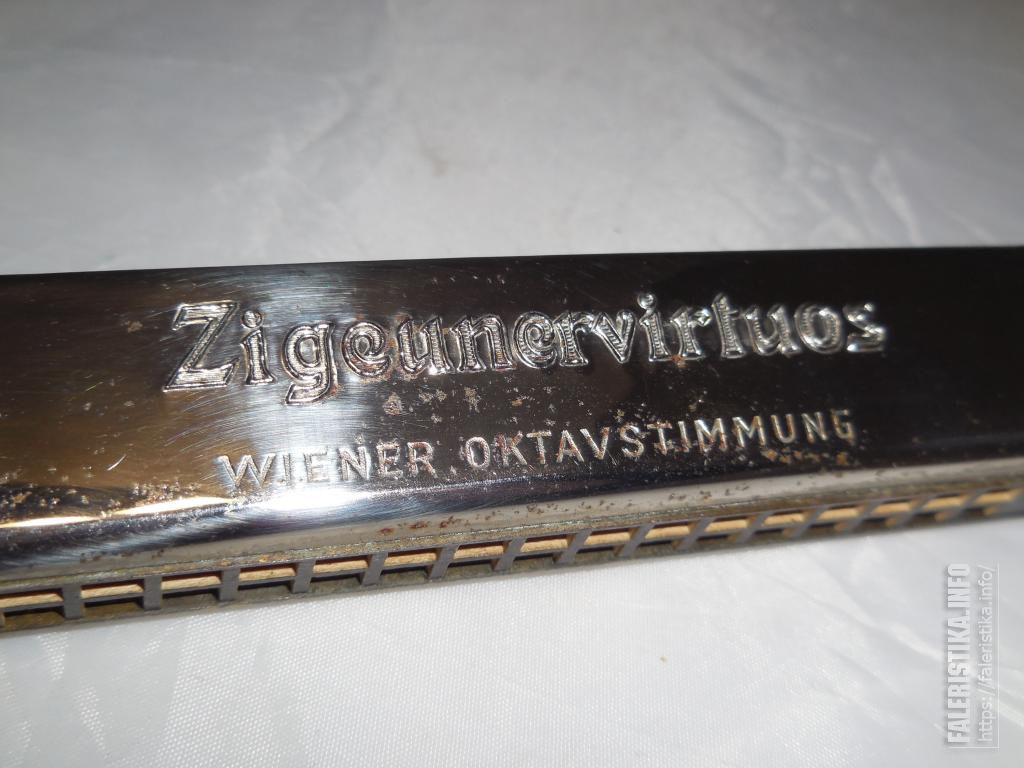 Zigeunervirtuos
WIENER OKTAVSTIMMUNG
FALERISTIKA.INFO
https://faleristika.info/